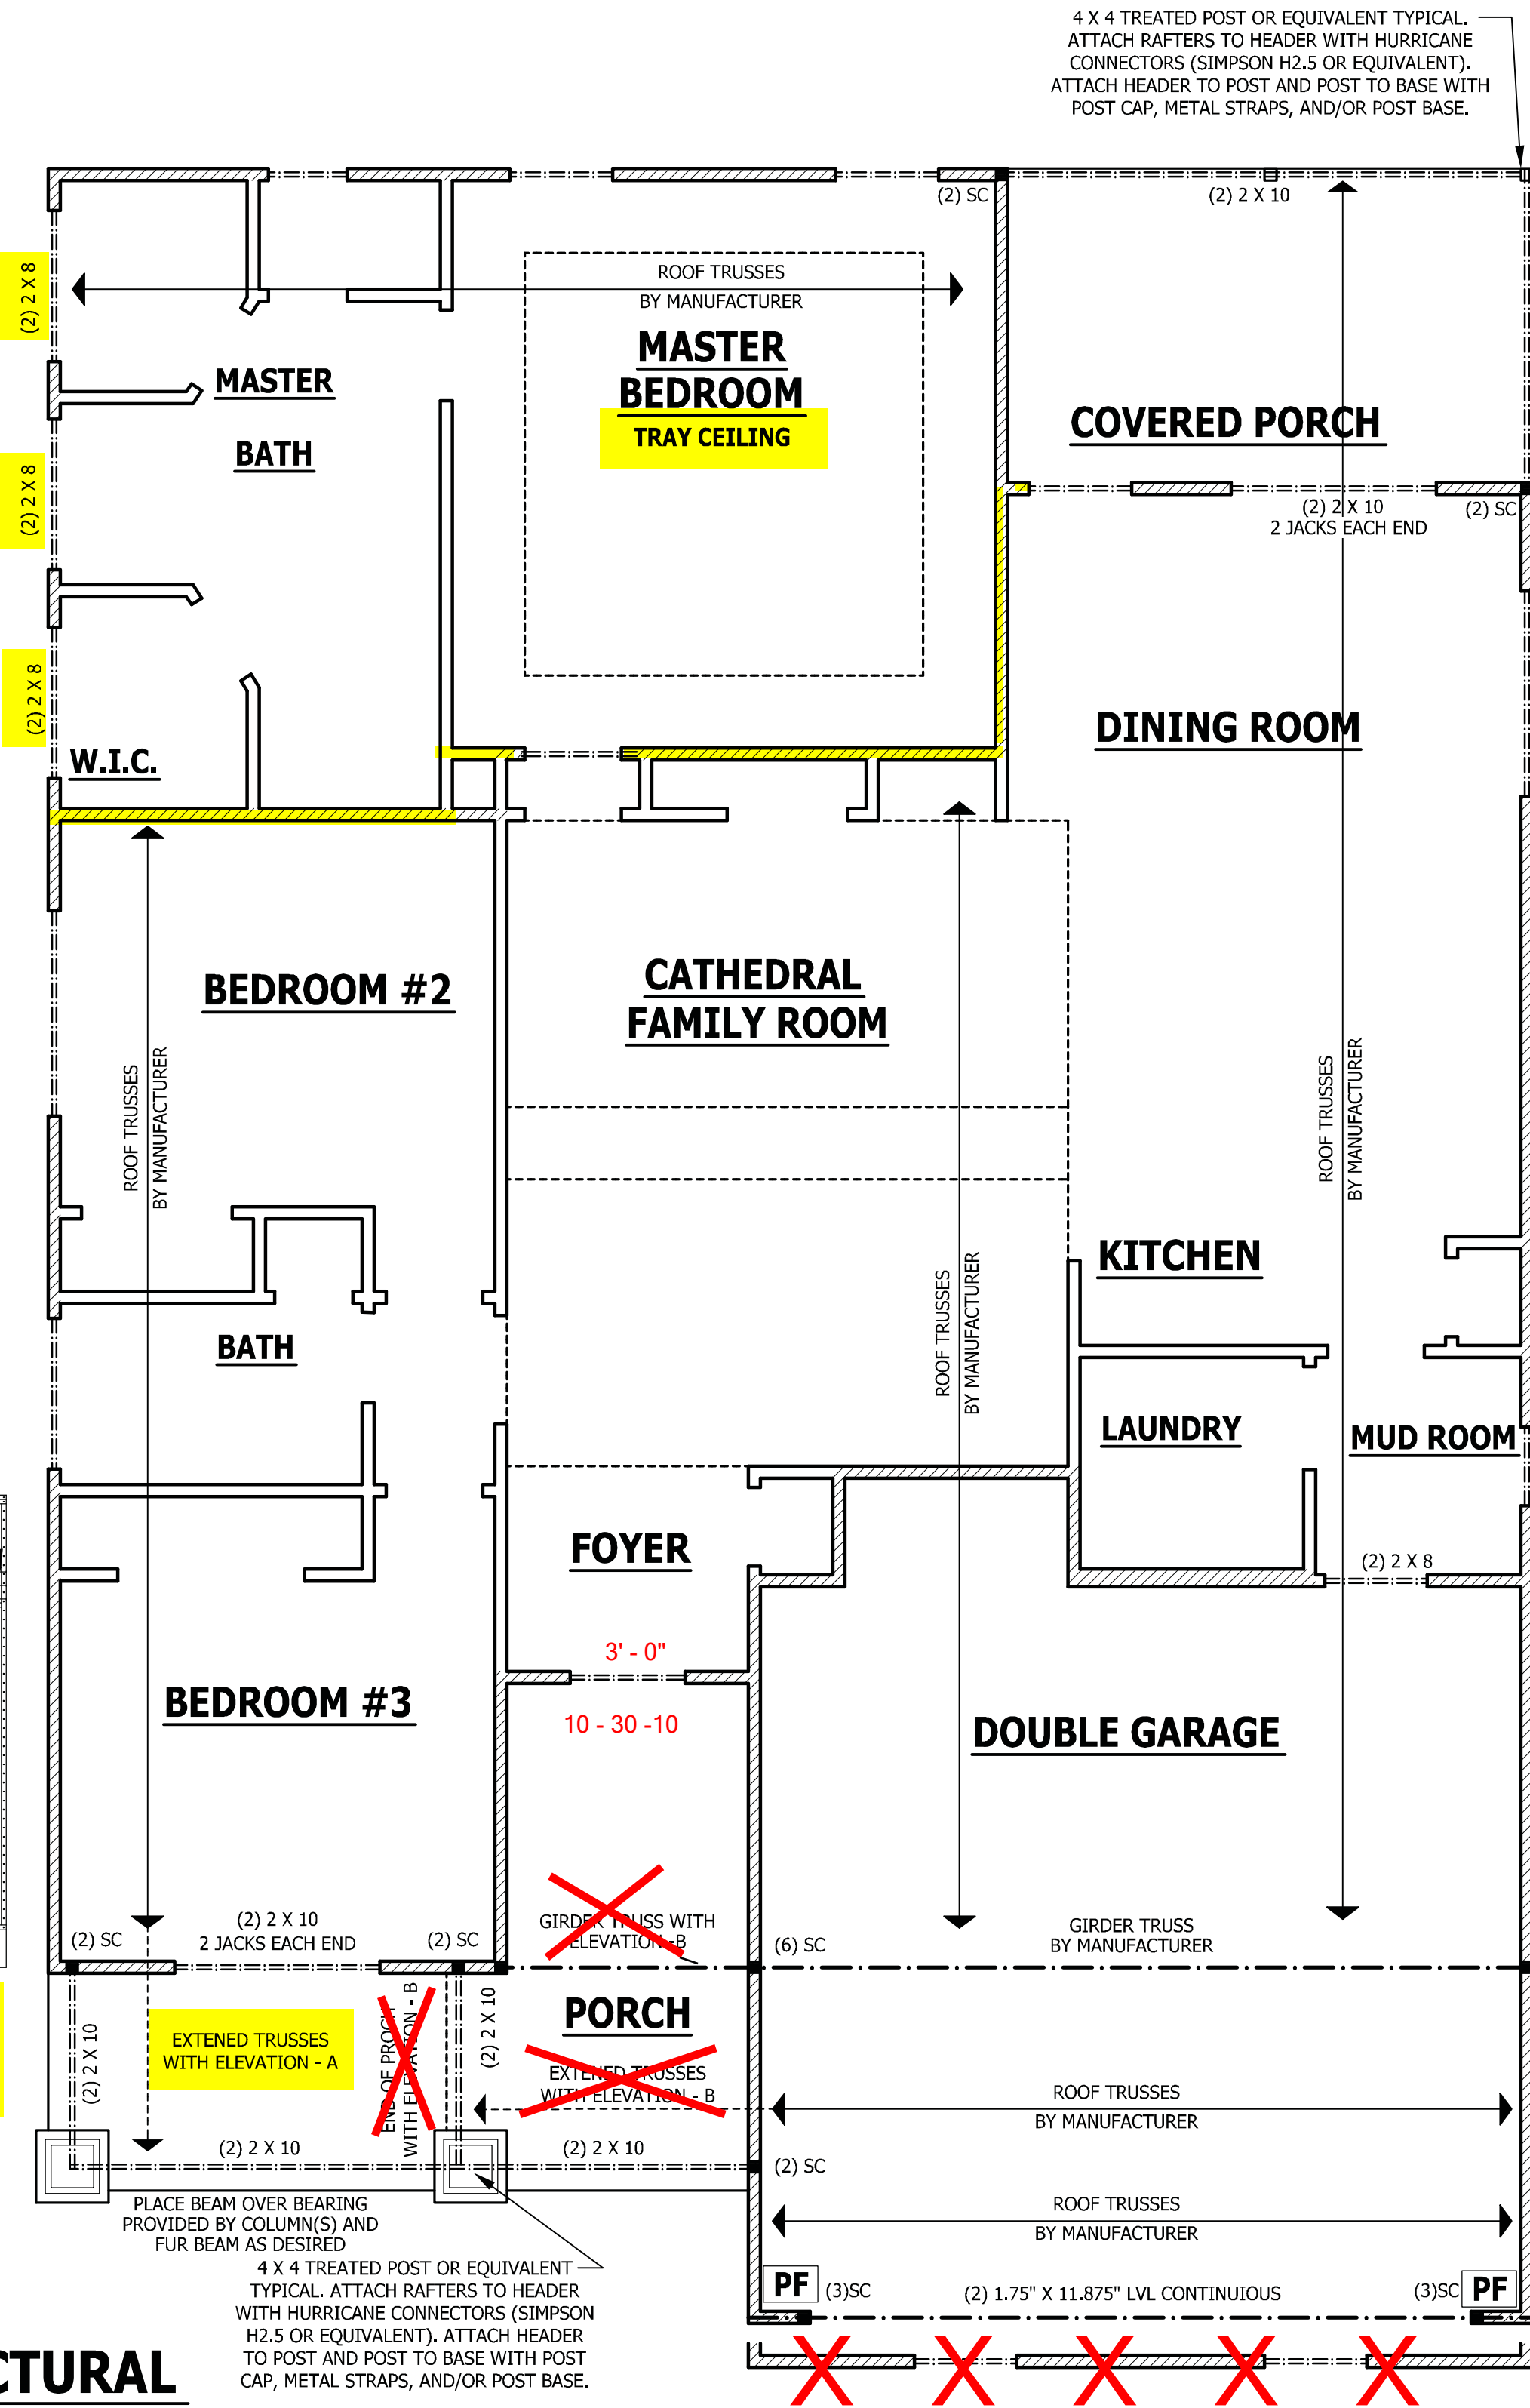 4 X 4 TREATED POST OR EQUIVALENT TYPICAL.
ATTACH RAFTERS TO HEADER WITH HURRICANE
CONNECTORS (SIMPSON H2.5 OR EQUIVALENT).
ATTACH HEADER TO POST AND POST TO BASE WITH
POST CAP, METAL STRAPS, AND/OR POST BASE.
(2) SC
(2) 2 X 10
(2) 2 X 8
ROOF TRUSSES
BY MANUFACTURER
MASTER
BEDROOM
TRAY CEILING
MASTER
BATH
COVERED PORCH
(2) 2 X 8
(2) 2 X 10
2 JACKS EACH END
(2) SC
(2) 2 X 8
W.I.C.
DINING ROOM
BEDROOM #2
CATHEDRAL
FAMILY ROOM
ROOF TRUSSES
BY MANUFACTURER
ROOF TRUSSES
BY MANUFACTURER
ROOF TRUSSES
BY MANUFACTURER
KITCHEN
BATH
LAUNDRY
MUD ROOM
FOYER
(2) 2 X 8
3' - 0"
10 - 30 -10
BEDROOM #3
DOUBLE GARAGE
(2) SC
(2) 2 X 10
2 JACKS EACH END
(2) SC
GIRDER TRUSS WITH
ELEVATION -B
(6) SC
GIRDER TRUSS
BY MANUFACTURER
(2) 2 X 10
EXTENED TRUSSES
WITH ELEVATION - A
END OF PROCH
WITH ELEVATION - B
(2) 2 X 10
PORCH
EXTENED TRUSSES
WITH ELEVATION - B
ROOF TRUSSES
BY MANUFACTURER
(2) 2 X 10
(2) 2 X 10
(2) SC
PLACE BEAM OVER BEARING
PROVIDED BY COLUMN(S) AND
FUR BEAM AS DESIRED
ROOF TRUSSES
BY MANUFACTURER
4 X 4 TREATED POST OR EQUIVALENT
TYPICAL. ATTACH RAFTERS TO HEADER
WITH HURRICANE CONNECTORS (SIMPSON
H2.5 OR EQUIVALENT). ATTACH HEADER
TO POST AND POST TO BASE WITH POST
CAP, METAL STRAPS, AND/OR POST BASE.
PF
(3)SC
(2) 1.75" X 11.875" LVL CONTINUIOUS
(3)SC
PF
CTURAL